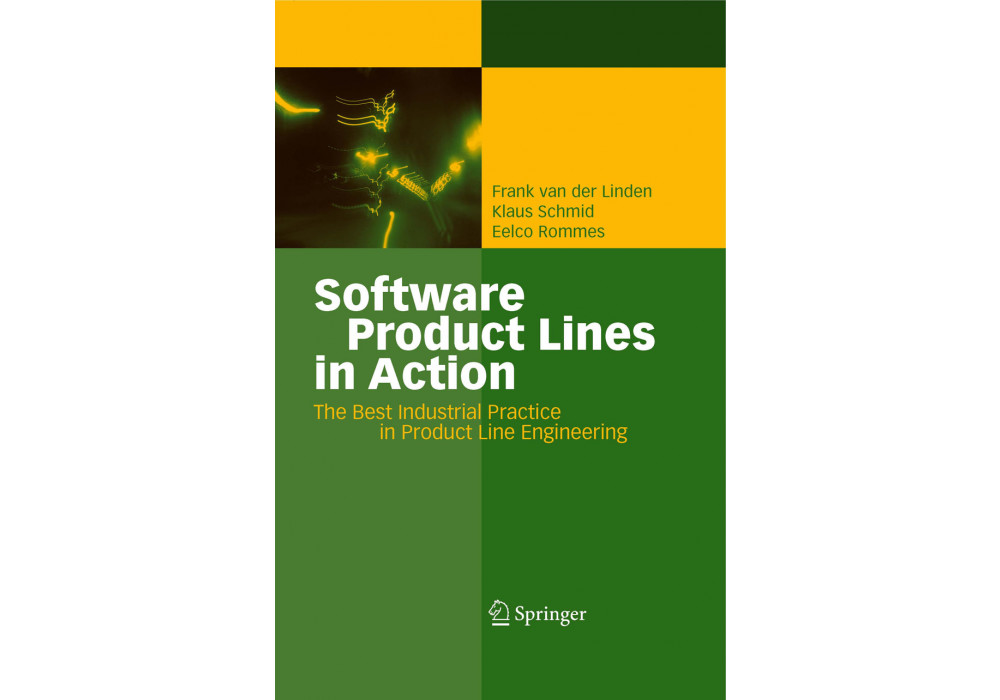 Frank van der Linden
Klaus Schmid
Eelco Rommes
Software
Product Lines
in Action
The Best Industrial Practice
in Product Line Engineering
Springer